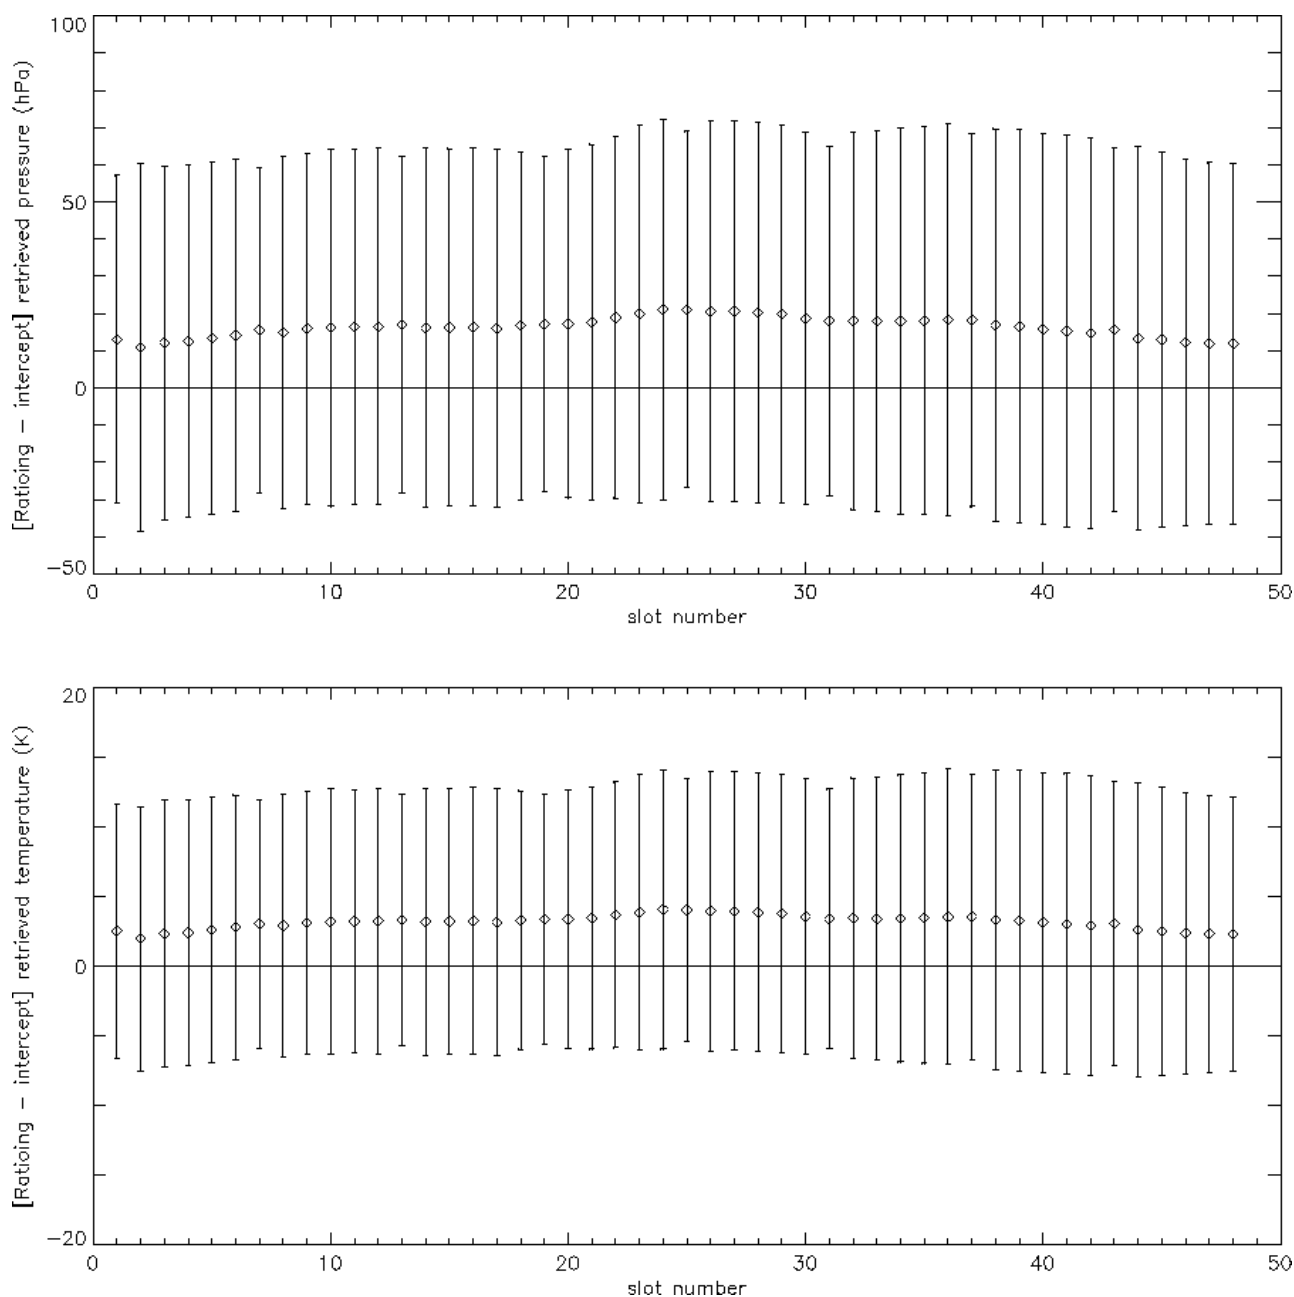 [Ratioing - intercept] retrieved pressure (hPa)
100
50
0
-50
0 10 20 30 40 50
slot number
[Ratioing - intercept] retrieved temperature (K)
20
0
-20
0 10 20 30 40 50
slot number